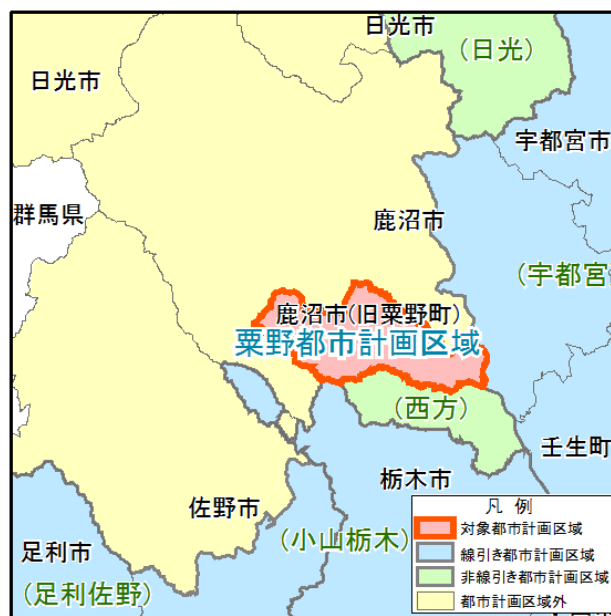 日光市
(日光)
日光市
宇都宮市
群馬県
鹿沼市
(宇都宮
鹿沼市(旧粟野町)
粟野都市計画区域
(西方)
壬生町
栃木市
佐野市
(小山栃木)
足利市
(足利佐野)
凡 例
対象都市計画区域
線引き都市計画区域
非線引き都市計画区域
都市計画区域外